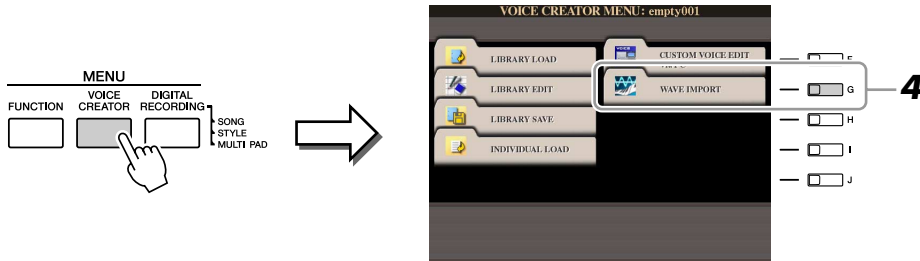 MENU
FUNCTION
VOICE CREATOR
DIGITAL RECORDING
SONG
STYLE
MULTI PAD
VOICE CREATOR MENU: empty001
LIBRARY LOAD
LIBRARY EDIT
LIBRARY SAVE
INDIVIDUAL LOAD
VOICE
CUSTOM VOICE EDIT
WAVE IMPORT
F
G
H
I
J
4